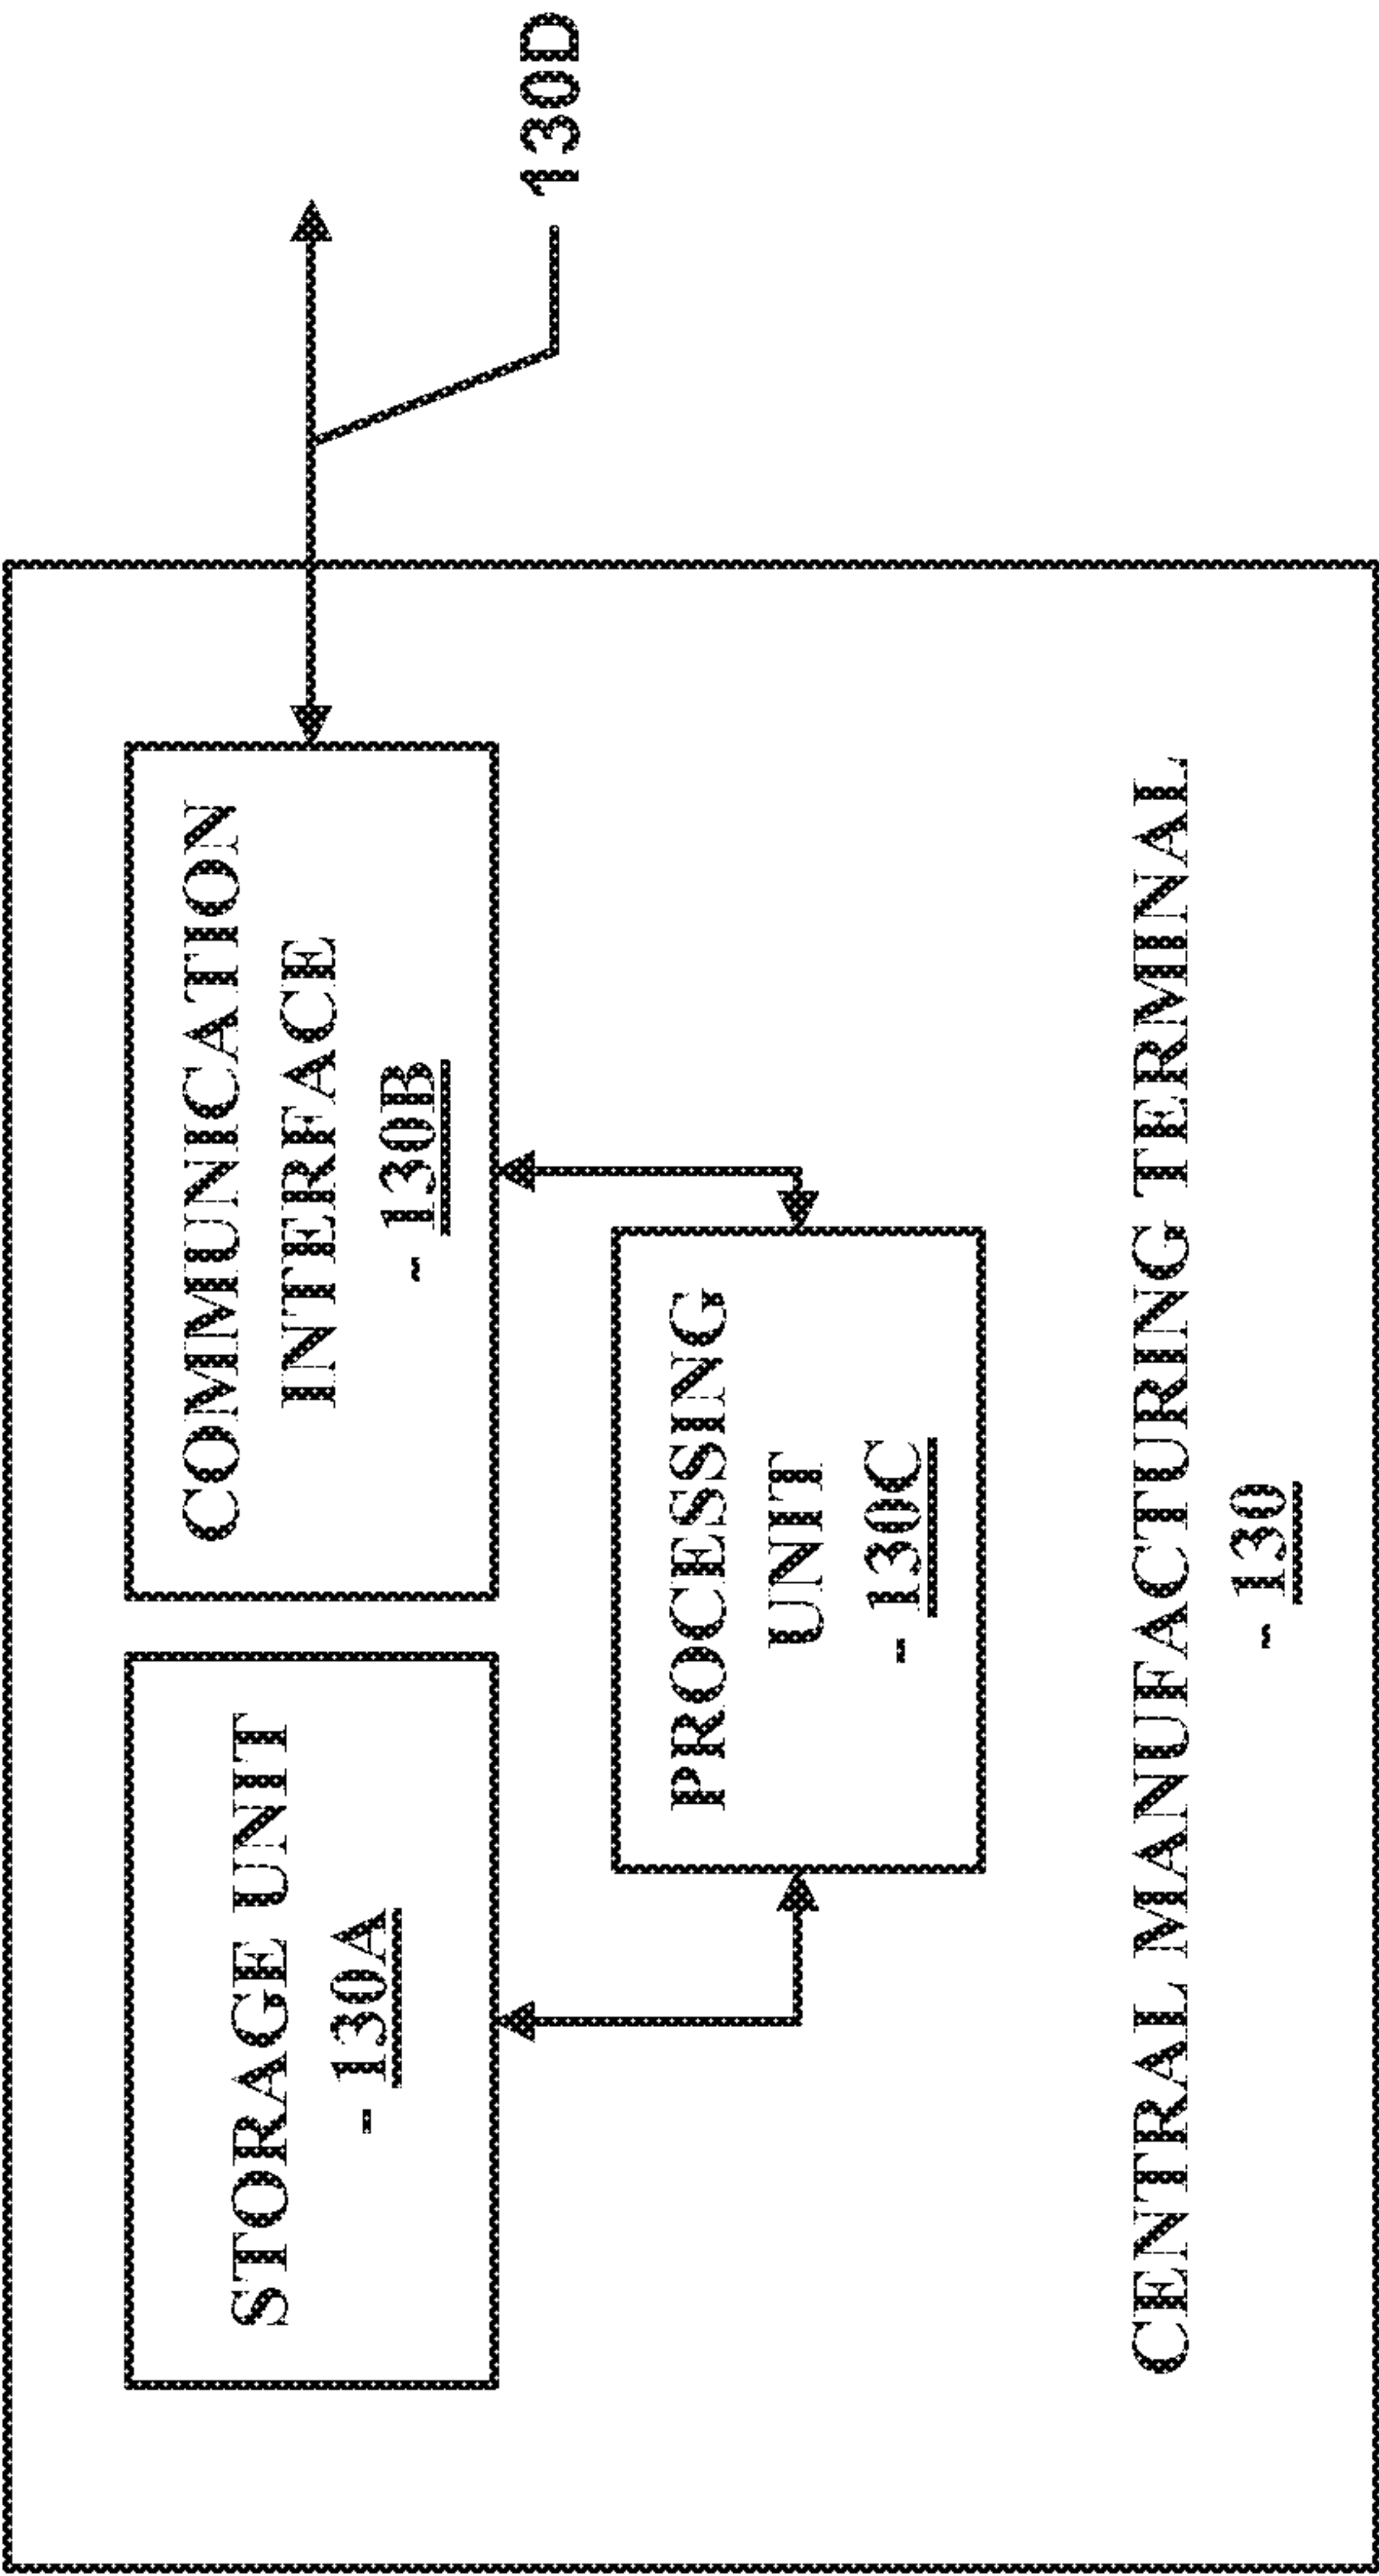 STORAGE UNIT
- 130A
COMMUNICATION
INTERFACE
- 130B
PROCESSING
UNIT
- 130C
CENTRAL MANUFACTURING TERMINAL
- 130
130D